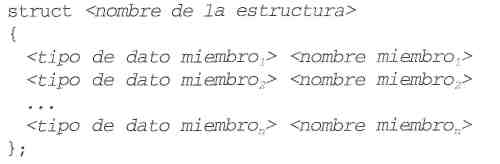 struct <nombre de la estructura>
{
<tipo de dato miembro₁> <nombre miembro₁>
<tipo de dato miembro₂> <nombre miembro₂>
...
<tipo de dato miembroₙ> <nombre miembroₙ>
};